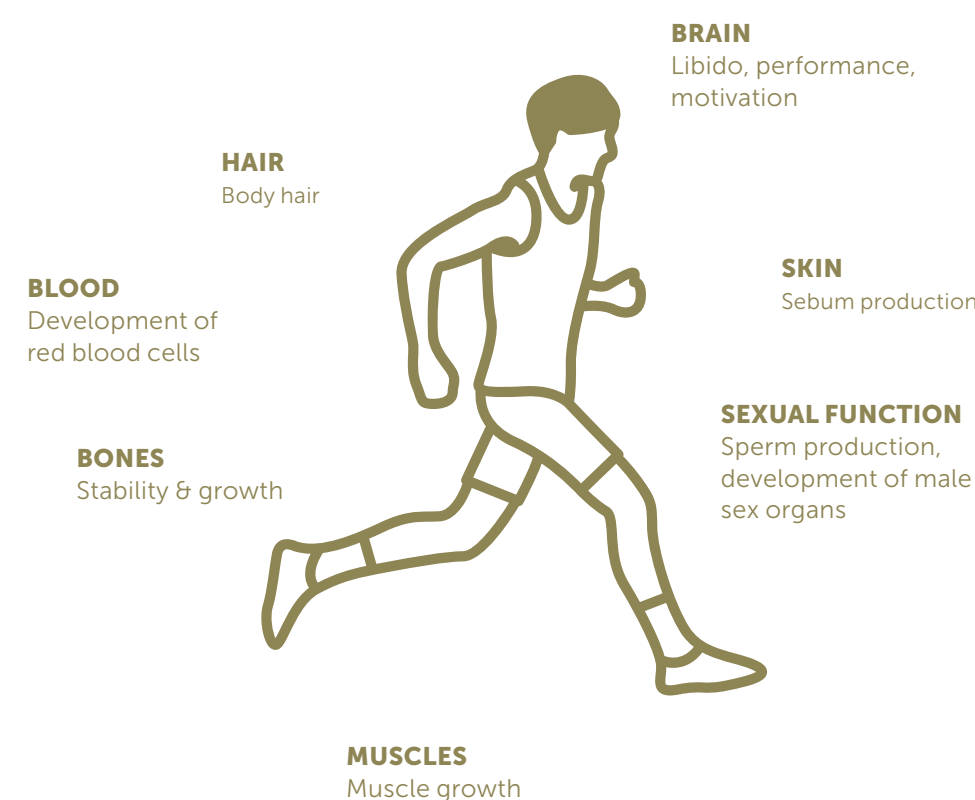 BRAIN
Libido, performance,
motivation
HAIR
Body hair
SKIN
Sebum production
BLOOD
Development of
red blood cells
SEXUAL FUNCTION
Sperm production,
development of male
sex organs
BONES
Stability & growth
MUSCLES
Muscle growth